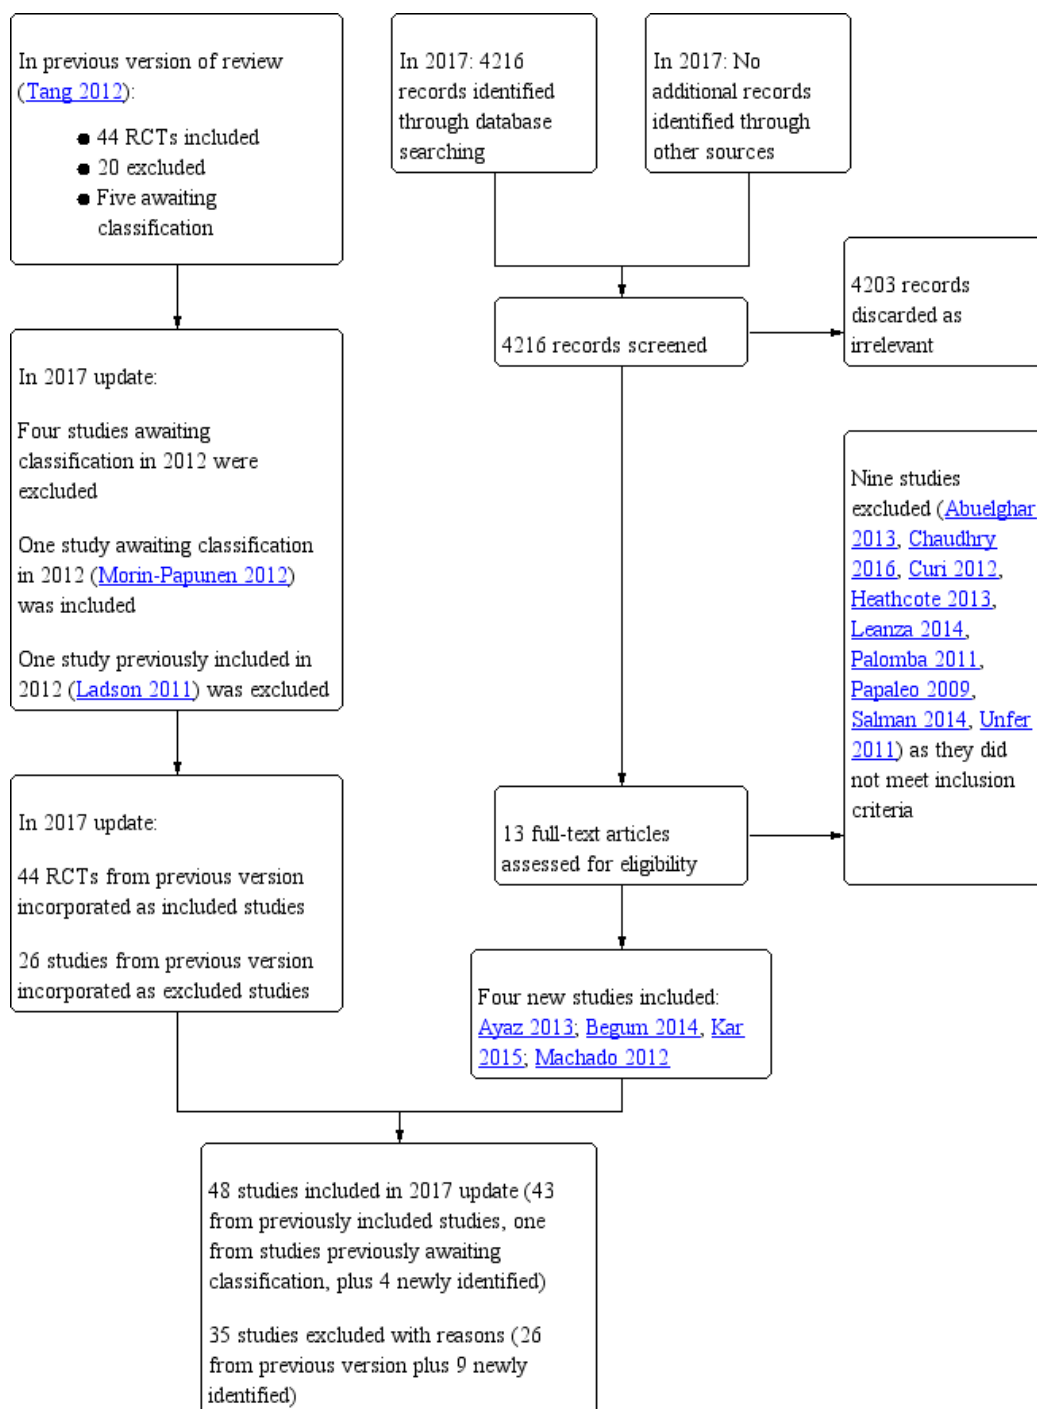 In previous version of review
(Tang 2012):
● 44 RCTs included
● 20 excluded
● Five awaiting
classification
In 2017: 4216
records identified
through database
searching
In 2017: No
additional records
identified through
other sources
4216 records screened
4203 records
discarded as
irrelevant
In 2017 update:
Four studies awaiting
classification in 2012 were
excluded
One study awaiting classification
in 2012 (Morin-Papunen 2012)
was included
One study previously included in
2012 (Ladson 2011) was excluded
Nine studies
excluded (Abuelghar
2013, Chaudhry
2016, Curi 2012,
Heathcote 2013,
Leanza 2014,
Palomba 2011,
Papaleo 2009,
Salman 2014, Unfer
2011) as they did
not meet inclusion
criteria
13 full-text articles
assessed for eligibility
In 2017 update:
44 RCTs from previous version
incorporated as included studies
26 studies from previous version
incorporated as excluded studies
Four new studies included:
Ayaz 2013; Begum 2014, Kar
2015; Machado 2012
48 studies included in 2017 update (43
from previously included studies, one
from studies previously awaiting
classification, plus 4 newly identified)
35 studies excluded with reasons (26
from previous version plus 9 newly
identified)